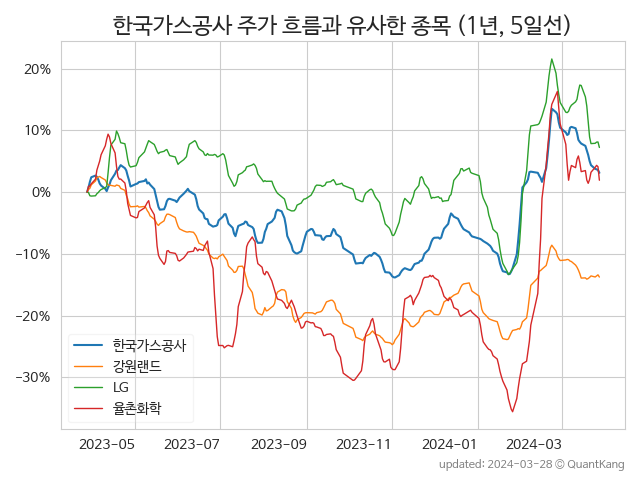 한국가스공사 주가 흐름과 유사한 종목 (1년, 5일선)
20%
10%
0%
−10%
−20%
−30%
한국가스공사
강원랜드
LG
율촌화학
2023-05
2023-07
2023-09
2023-11
2024-01
2024-03
updated: 2024-03-28 © QuantKang